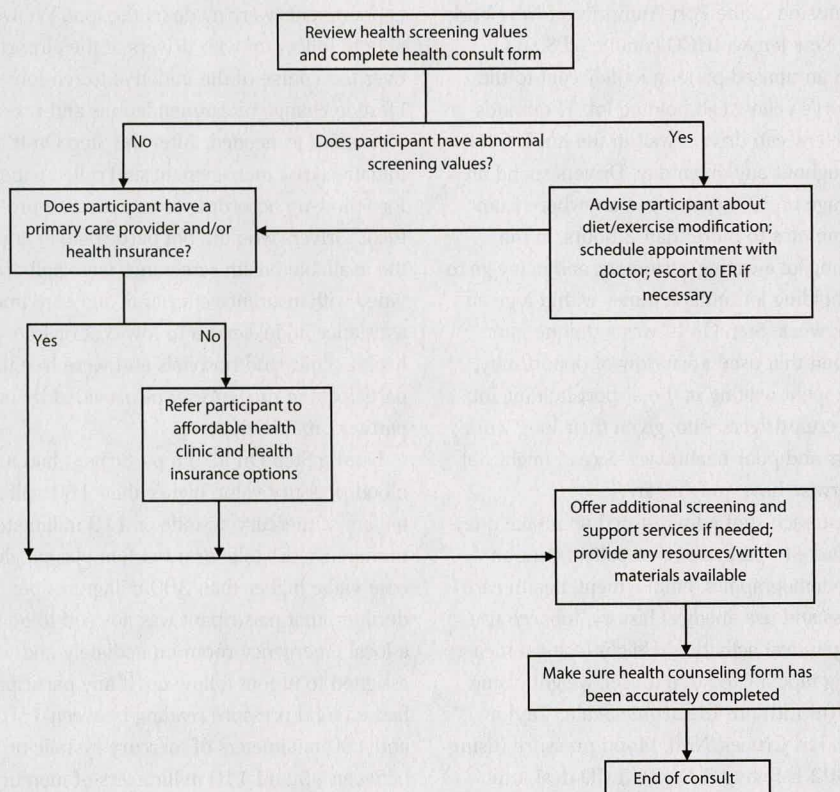 Review health screening values
and complete health consult form
No
Does participant have abnormal
screening values?
Yes
Does participant have a
primary care provider and/or
health insurance?
Advise participant about
diet/exercise modification;
schedule appointment with
doctor or escort to ER if
necessary
Yes
No
Refer participant to
affordable health
clinic and health
insurance options
Offer additional screening and
support services if needed;
provide any resources/written
materials available
Make sure health counseling form has
been accurately completed
End of consult